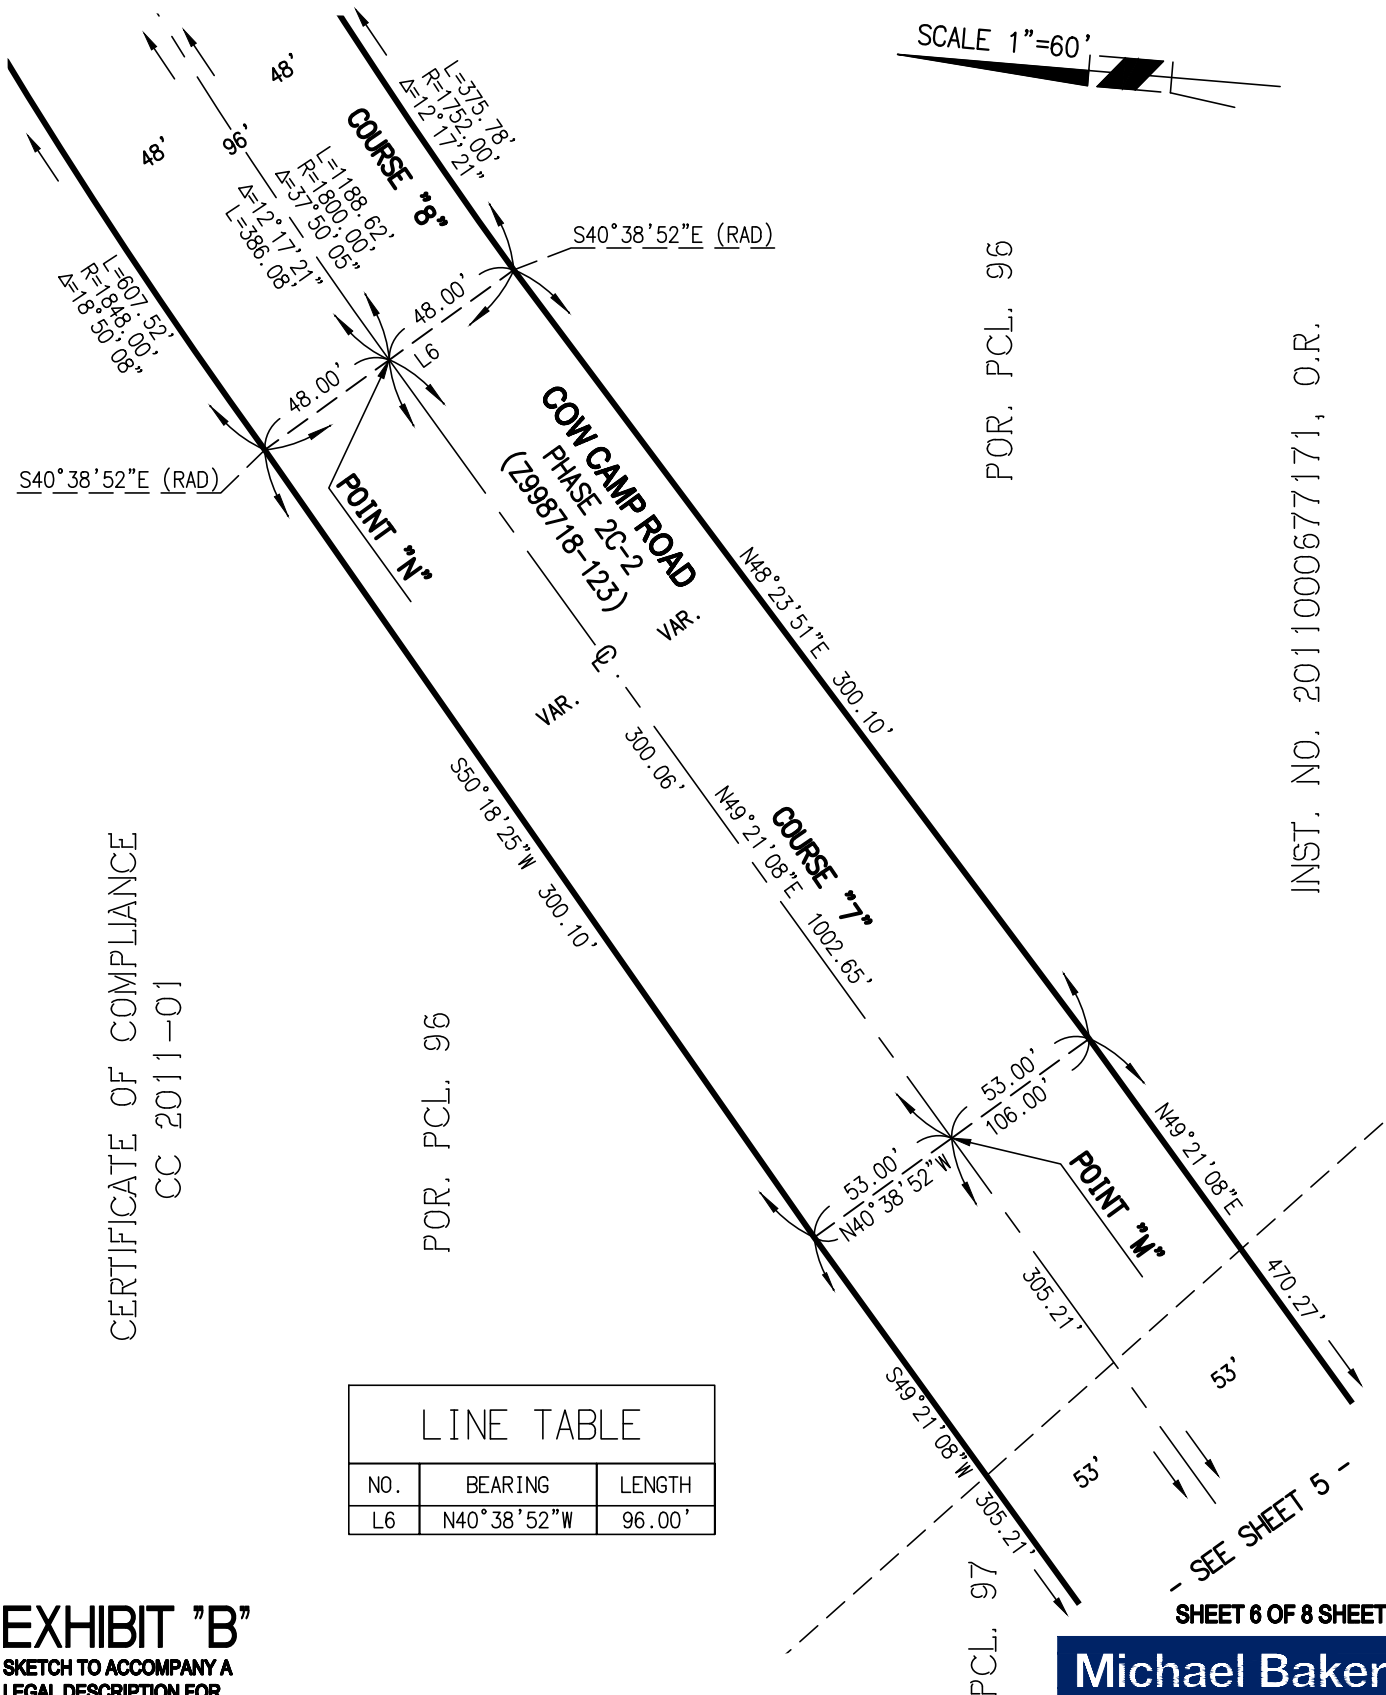 SCALE 1"=60'
48'
48'
96'
L=375.78'
R=1752.00'
Δ=12°17'21"
COURSE "8"
L=1188.62'
R=1800.00'
Δ=37°50'05"
Δ=12°17'21"
L=386.08'
L=607.52'
R=1848.00'
Δ=18°50'08"
S40°38'52"E (RAD)
48.00'
L6
48.00'
S40°38'52"E (RAD)
POINT "N"
COW CAMP ROAD
PHASE 2C-2
(Z998718-123)
VAR.
VAR.
℄
N48°23'51"E 300.10'
300.06'
N49°21'08"E 1002.65'
COURSE "7"
S50°18'25"W 300.10'
POR. PCL. 96
INST. NO. 2011000677171, O.R.
CERTIFICATE OF COMPLIANCE
CC 2011-01
POR. PCL. 96
53.00'
106.00'
53.00'
N40°38'52"W
POINT "M"
N49°21'08"E
470.27'
305.21'
S49°21'08"W
305.21'
53'
53'
- SEE SHEET 5 -
PCL. 97
LINE TABLE
NO. BEARING LENGTH
L6 N40°38'52"W 96.00'
EXHIBIT "B"
SKETCH TO ACCOMPANY A
LEGAL DESCRIPTION FOR
SHEET 6 OF 8 SHEET
Michael Baker